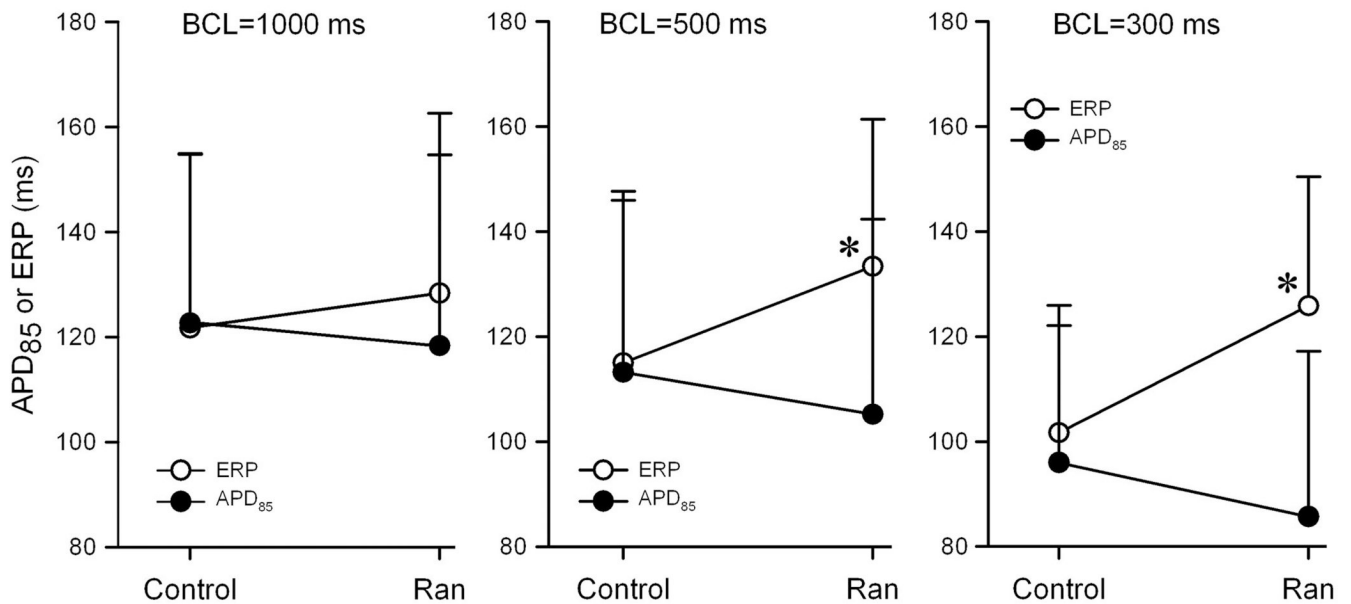 APD85 or ERP (ms)
BCL=1000 ms
180
160
140
120
100
80
ERP
APD85
Control
Ran
BCL=500 ms
180
160
140
120
100
80
*
ERP
APD85
Control
Ran
BCL=300 ms
180
160
140
120
100
80
ERP
APD85
*
Control
Ran